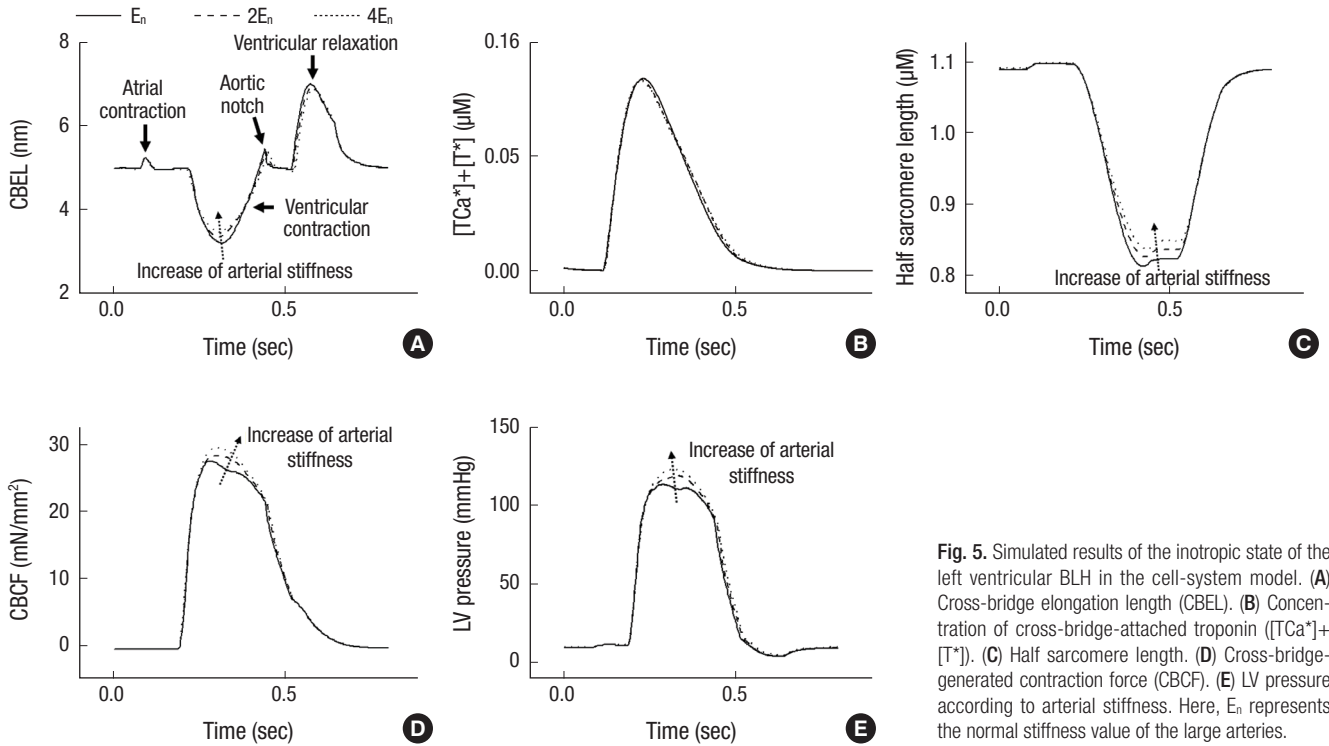 Eₙ 2Eₙ 4Eₙ
8
6
4
2
CBEL (nm)
Atrial
contraction
Aortic
notch
Ventricular relaxation
Ventricular
contraction
Increase of arterial stiffness
0.0 0.5
Time (sec)
A
0.16
0.05
0.00
[TCa*]+[T*] (μM)
0.0 0.5
Time (sec)
B
1.1
1.0
0.9
0.8
Half sarcomere length (μM)
Increase of arterial stiffness
0.0 0.5
Time (sec)
C
30
20
10
0
CBCF (mN/mm²)
Increase of arterial
stiffness
0.0 0.5
Time (sec)
D
150
100
50
0
LV pressure (mmHg)
Increase of arterial
stiffness
0.0 0.5
Time (sec)
E
Fig. 5. Simulated results of the inotropic state of the
left ventricular BLH in the cell-system model. (A)
Cross-bridge elongation length (CBEL). (B) Concen-
tration of cross-bridge-attached troponin ([TCa*]+
[T*]). (C) Half sarcomere length. (D) Cross-bridge-
generated contraction force (CBCF). (E) LV pressure
according to arterial stiffness. Here, Eₙ represents
the normal stiffness value of the large arteries.